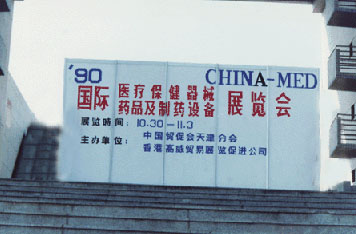 '90 CHINA-MED
国际 医疗保健器械 展览会
药品及制药设备
展览时间: 10.30—11.3
主办单位: 中国贸促会天津分会
香港高威贸易展览促进公司